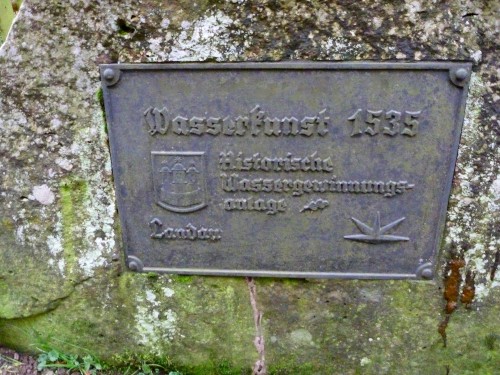 Wasserkunst 1535
Historische
Wassergewinnungs-
anlage
Landau